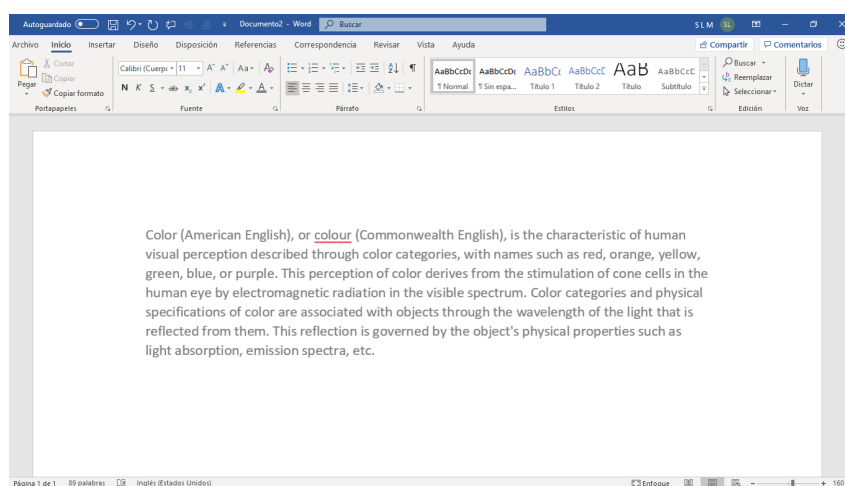 Autoguardado Documento2 - Word Buscar S L M SL
Archivo Inicio Insertar Diseño Disposición Referencias Correspondencia Revisar Vista Ayuda Compartir Comentarios
Pegar Cortar Copiar Copiar formato
Calibri (Cuerpo 11 A A Aa A
N K S ab x₂ x² A A
AaBbCcDc AaBbCcDc AaBbCc AaBbCcC AaB AaBbCcC
¶ Normal ¶ Sin espa... Título 1 Título 2 Título Subtítulo
Buscar Reemplazar Seleccionar Dictar
Portapapeles Fuente Párrafo Estilos Edición Voz
Color (American English), or colour (Commonwealth English), is the characteristic of human
visual perception described through color categories, with names such as red, orange, yellow,
green, blue, or purple. This perception of color derives from the stimulation of cone cells in the
human eye by electromagnetic radiation in the visible spectrum. Color categories and physical
specifications of color are associated with objects through the wavelength of the light that is
reflected from them. This reflection is governed by the object's physical properties such as
light absorption, emission spectra, etc.
Página 1 de 1 89 palabras Inglés (Estados Unidos) Enfoque 160